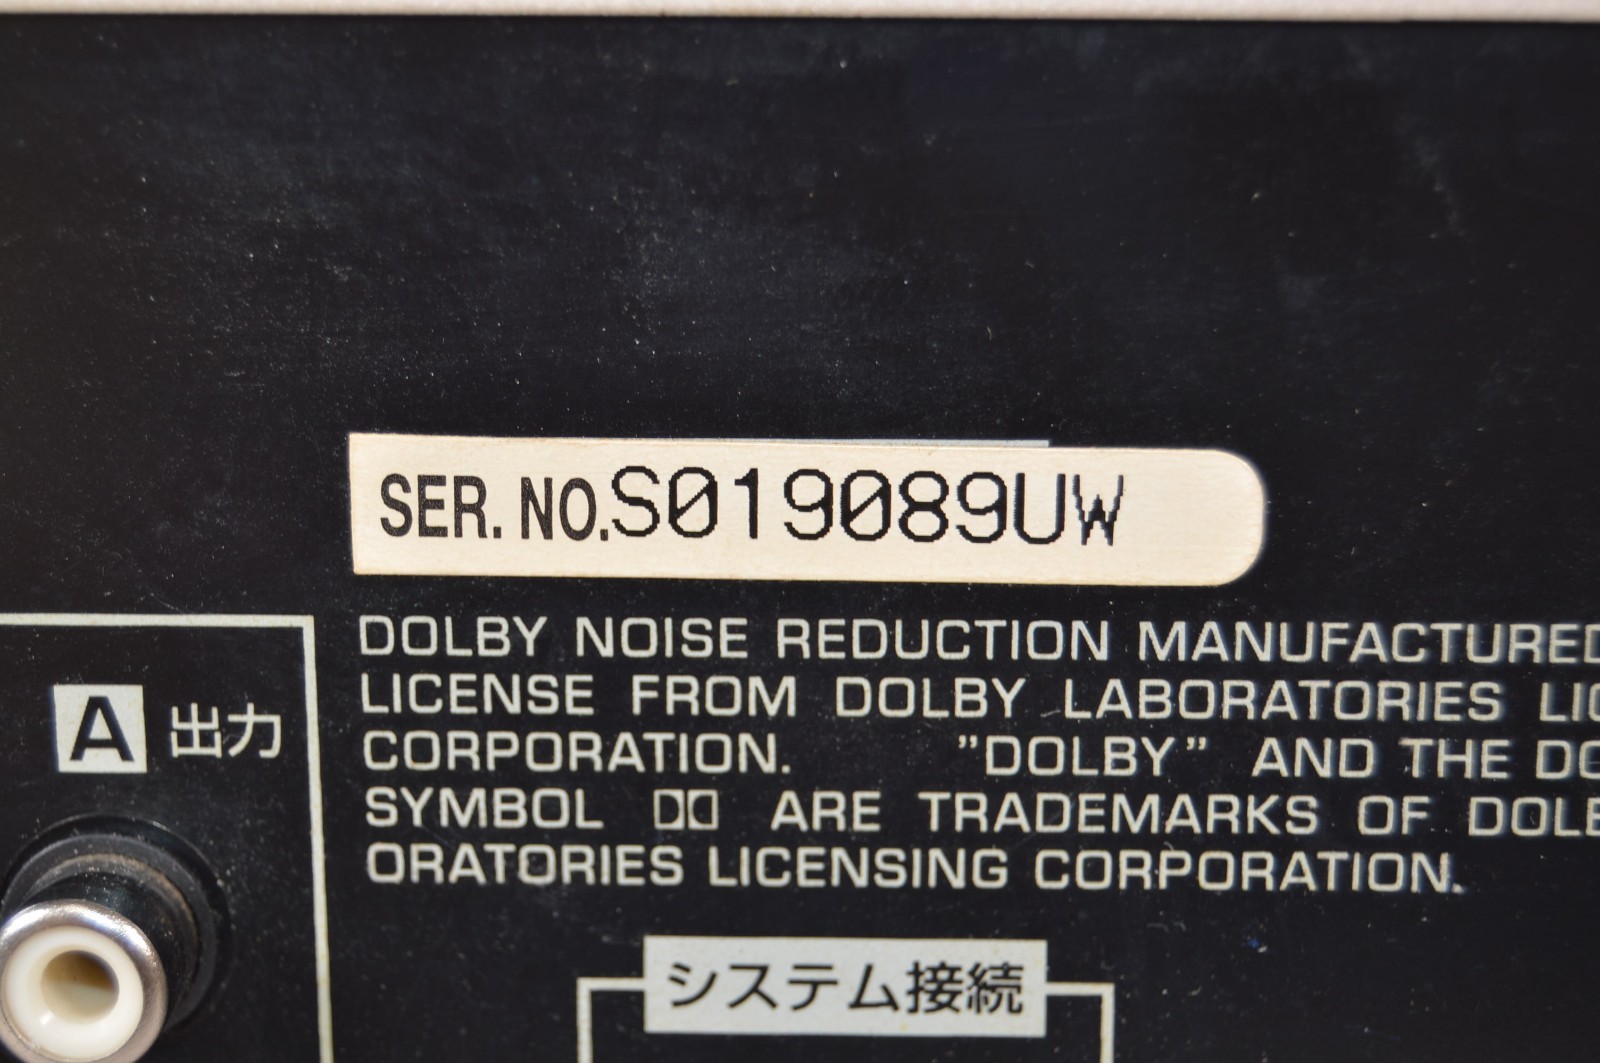 SER. NO.S019089UW
DOLBY NOISE REDUCTION MANUFACTURED
LICENSE FROM DOLBY LABORATORIES
CORPORATION. "DOLBY" AND THE
SYMBOL ARE TRADEMARKS OF
ORATORIES LICENSING CORPORATION.
A 出力
システム接続